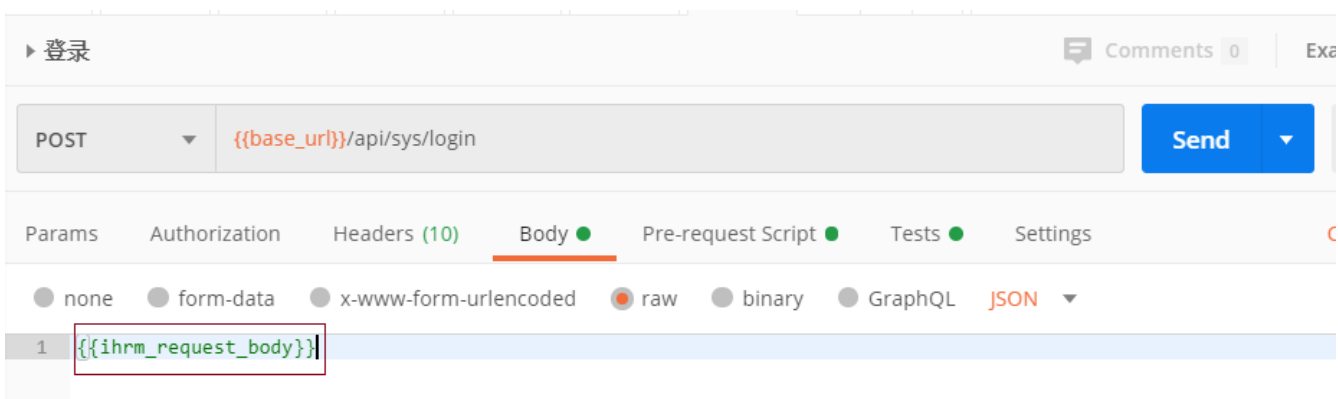 登录
Comments 0
Exa
POST
{{base_url}}/api/sys/login
Send
Params Authorization Headers (10) Body Pre-request Script Tests Settings
none form-data x-www-form-urlencoded raw binary GraphQL JSON
1 {{ihrm_request_body}}